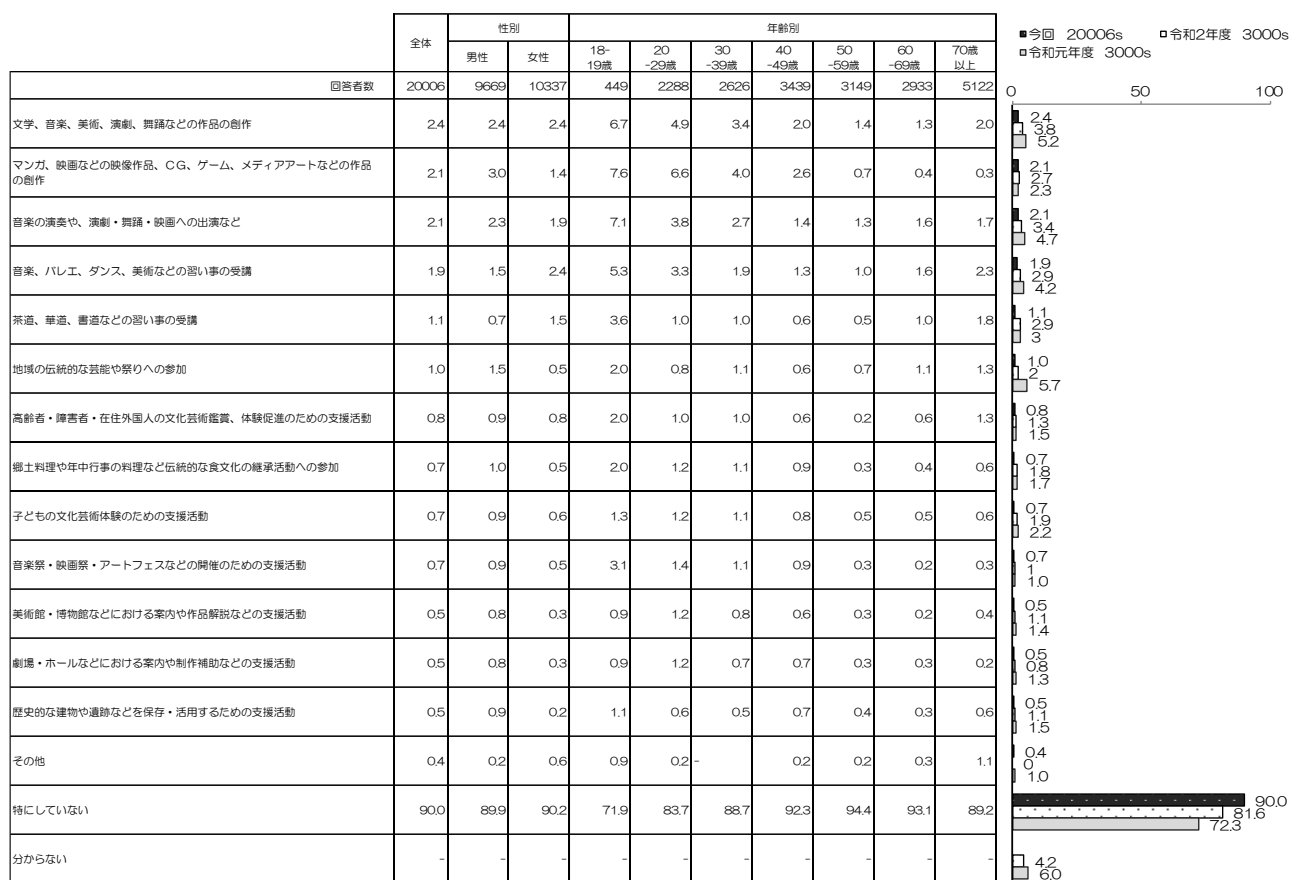 全体 性別 年齢別
男性 女性 18-19歳 20-29歳 30-39歳 40-49歳 50-59歳 60-69歳 70歳以上
■今回 20006s □令和2年度 3000s
□令和元年度 3000s
0 50 100
回答者数 20006 9669 10337 449 2288 2626 3439 3149 2933 5122
文学、音楽、美術、演劇、舞踊などの作品の創作 2.4 2.4 2.4 6.7 4.9 3.4 2.0 1.4 1.3 2.0
2.4
3.8
5.2
マンガ、映画などの映像作品、CG、ゲーム、メディアアートなどの作品
の創作 2.1 3.0 1.4 7.6 6.6 4.0 2.6 0.7 0.4 0.3
2.1
2.7
2.3
音楽の演奏や、演劇・舞踊・映画への出演など 2.1 2.3 1.9 7.1 3.8 2.7 1.4 1.3 1.6 1.7
2.1
3.4
4.7
音楽、バレエ、ダンス、美術などの習い事の受講 1.9 1.5 2.4 5.3 3.3 1.9 1.3 1.0 1.6 2.3
1.9
2.9
4.2
茶道、華道、書道などの習い事の受講 1.1 0.7 1.5 3.6 1.0 1.0 0.6 0.5 1.0 1.8
1.1
2.9
3
地域の伝統的な芸能や祭りへの参加 1.0 1.5 0.5 2.0 0.8 1.1 0.6 0.7 1.1 1.3
1.0
2
5.7
高齢者・障害者・在住外国人の文化芸術鑑賞、体験促進のための支援活動 0.8 0.9 0.8 2.0 1.0 1.0 0.6 0.2 0.6 1.3
0.8
1.3
1.5
郷土料理や年中行事の料理など伝統的な食文化の継承活動への参加 0.7 1.0 0.5 2.0 1.2 1.1 0.9 0.3 0.4 0.6
0.7
1.8
1.7
子どもの文化芸術体験のための支援活動 0.7 0.9 0.6 1.3 1.2 1.1 0.8 0.5 0.5 0.6
0.7
1.9
2.2
音楽祭・映画祭・アートフェスなどの開催のための支援活動 0.7 0.9 0.5 3.1 1.4 1.1 0.9 0.3 0.2 0.3
0.7
1
1.0
美術館・博物館などにおける案内や作品解説などの支援活動 0.5 0.8 0.3 0.9 1.2 0.8 0.6 0.3 0.2 0.4
0.5
1.1
1.4
劇場・ホールなどにおける案内や制作補助などの支援活動 0.5 0.8 0.3 0.9 1.2 0.7 0.7 0.3 0.3 0.2
0.5
0.8
1.3
歴史的な建物や遺跡などを保存・活用するための支援活動 0.5 0.9 0.2 1.1 0.6 0.5 0.7 0.4 0.3 0.6
0.5
1.1
1.5
その他 0.4 0.2 0.6 0.9 0.2 - 0.2 0.2 0.3 1.1
0.4
0
1.0
特にしていない 90.0 89.9 90.2 71.9 83.7 88.7 92.3 94.4 93.1 89.2
90.0
81.6
72.3
分からない - - - - - - - - - -
4.2
6.0